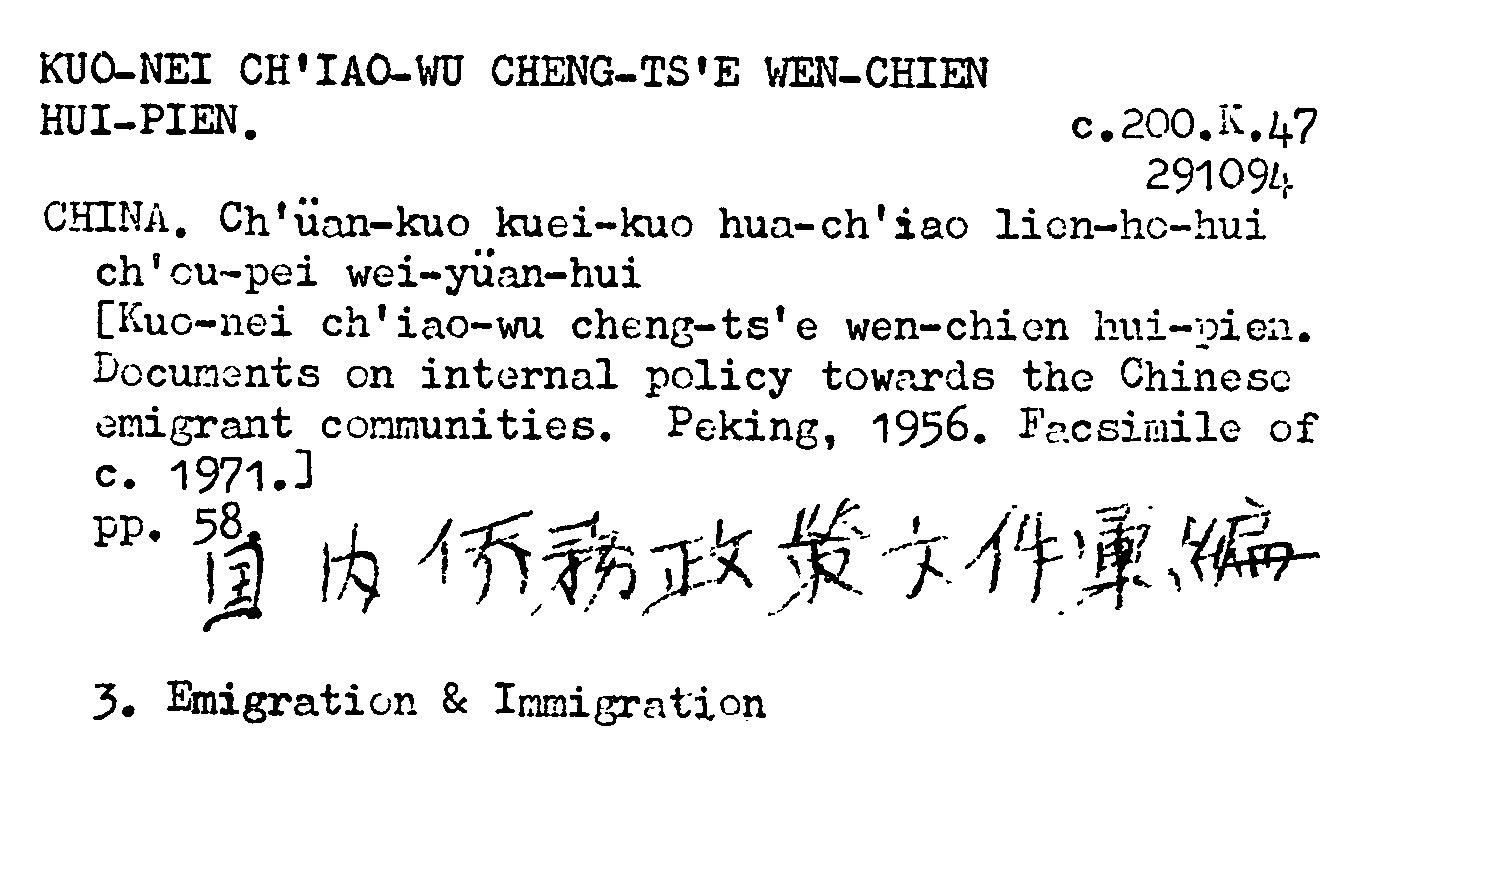 KUO-NEI CH'IAO-WU CHENG-TS'E WEN-CHIEN
HUI-PIEN.
c.200.K.47
291094
CHINA. Ch'üan-kuo kuei-kuo hua-ch'iao lien-ho-hui
ch'ou-pei wei-yüan-hui
[Kuo-nei ch'iao-wu cheng-ts'e wen-chien hui-pien.
Documents on internal policy towards the Chinese
emigrant communities. Peking, 1956. Facsimile of
c. 1971.]
pp. 58.
国内侨務政策文件彙編
3. Emigration & Immigration